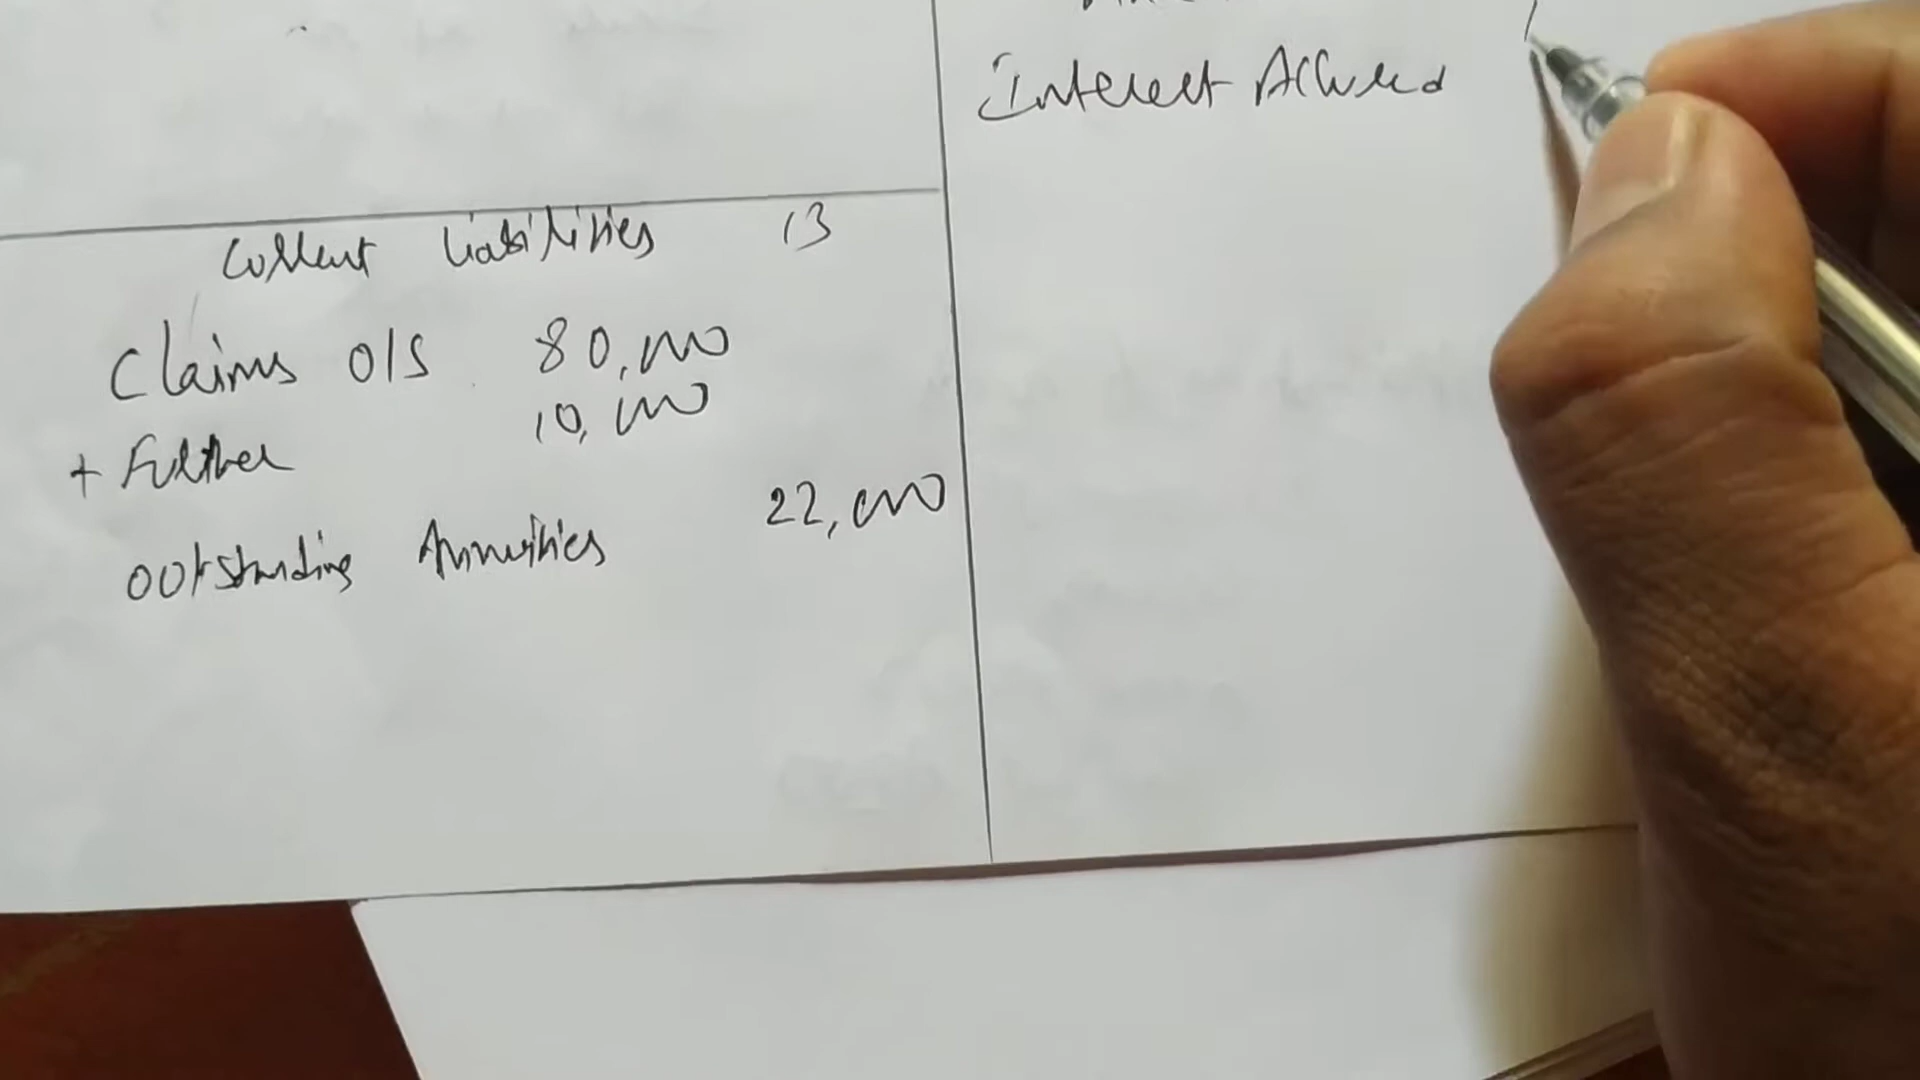 Current Liabilities 13
Claims O/S 80,000
10,000
+ Further
22,000
Outstanding Annuities
Interest Accrued